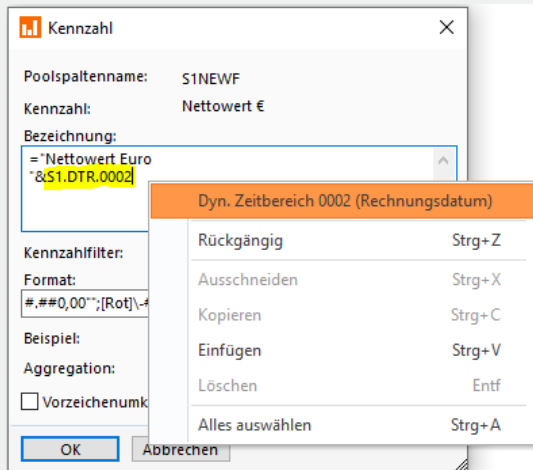 Kennzahl
Poolspaltenname: S1NEWF
Kennzahl: Nettowert €
Bezeichnung:
="Nettowert Euro
"&S1.DTR.0002
Dyn. Zeitbereich 0002 (Rechnungsdatum)
Rückgängig Strg+Z
Kennzahlfilter:
Ausschneiden Strg+X
Format:
#.##0,00"";[Rot]\-#
Kopieren Strg+C
Beispiel:
Einfügen Strg+V
Aggregation:
Löschen Entf
Vorzeichenumk
Alles auswählen Strg+A
OK Abbrechen